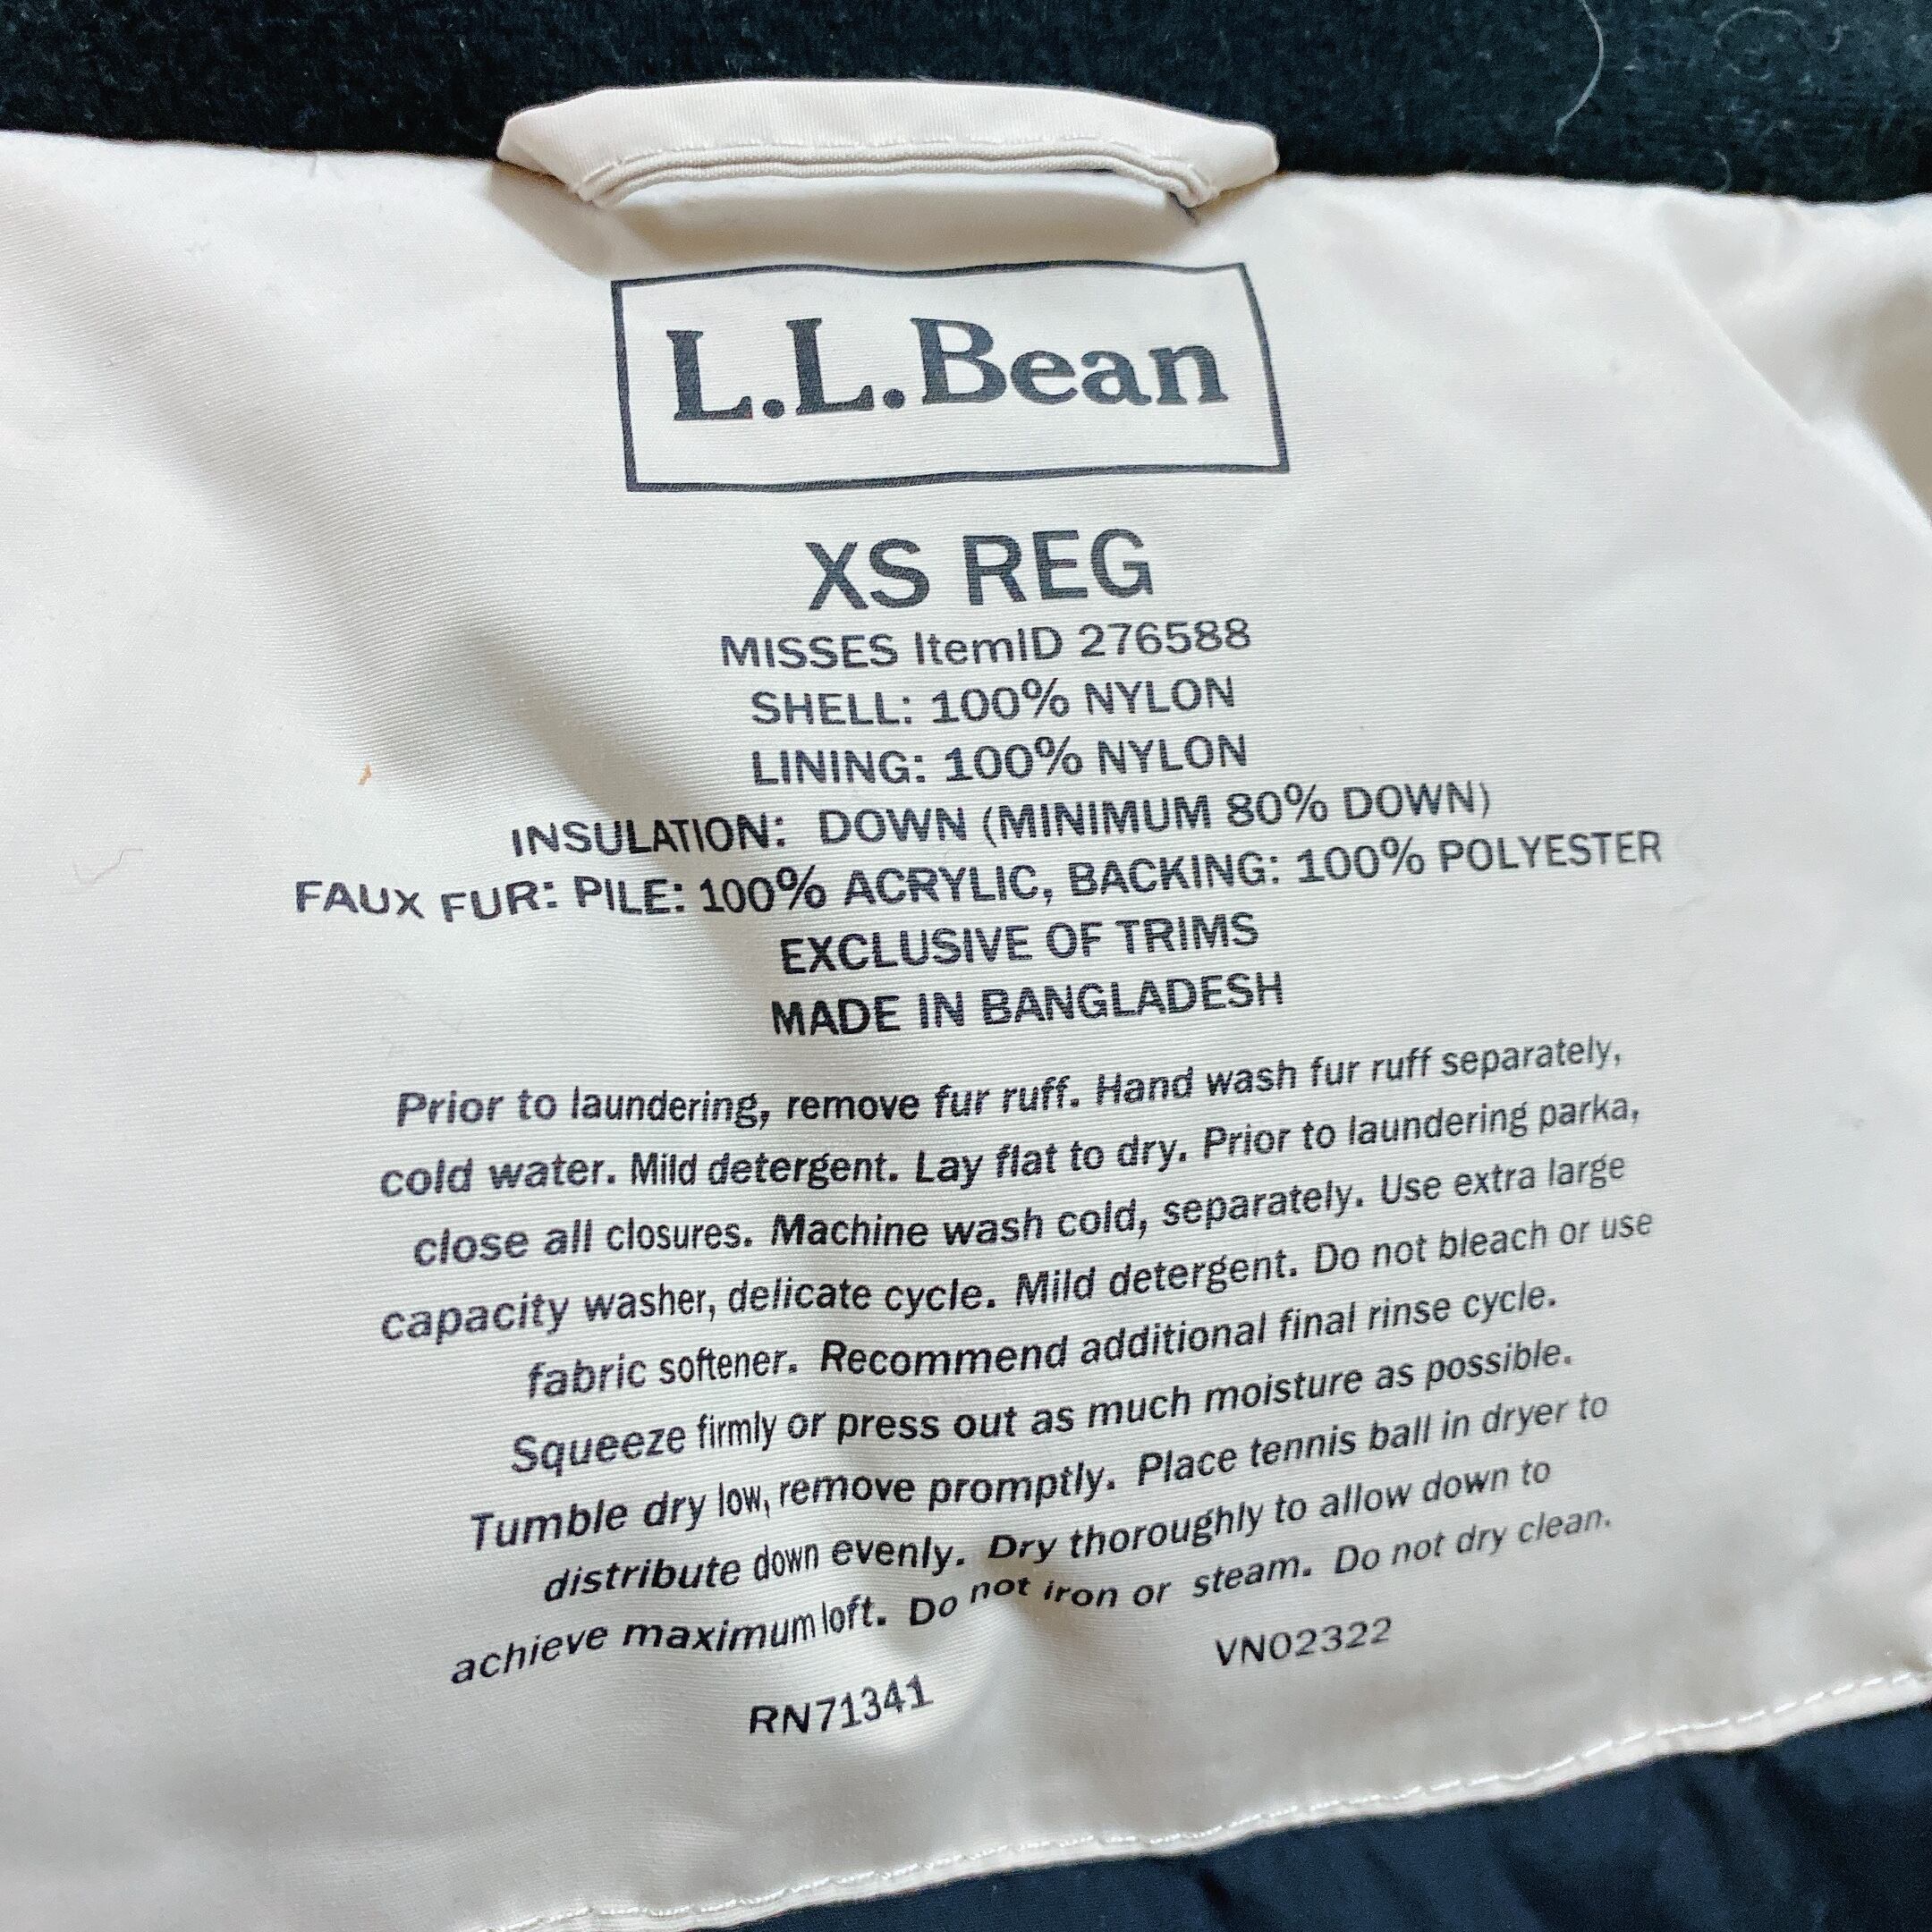 L.L.Bean
XS REG
MISSES ItemID 276588
SHELL: 100% NYLON
LINING: 100% NYLON
INSULATION: DOWN (MINIMUM 80% DOWN)
FAUX FUR: PILE: 100% ACRYLIC, BACKING: 100% POLYESTER
EXCLUSIVE OF TRIMS
MADE IN BANGLADESH
Prior to laundering, remove fur ruff. Hand wash fur ruff separately,
cold water. Mild detergent. Lay flat to dry. Prior to laundering parka,
close all closures. Machine wash cold, separately. Use extra large
capacity washer, delicate cycle. Mild detergent. Do not bleach or use
fabric softener. Recommend additional final rinse cycle.
Squeeze firmly or press out as much moisture as possible.
Tumble dry low, remove promptly. Place tennis ball in dryer to
distribute down evenly. Dry thoroughly to allow down to
achieve maximum loft. Do not iron or steam. Do not dry clean.
RN71341 VN02322